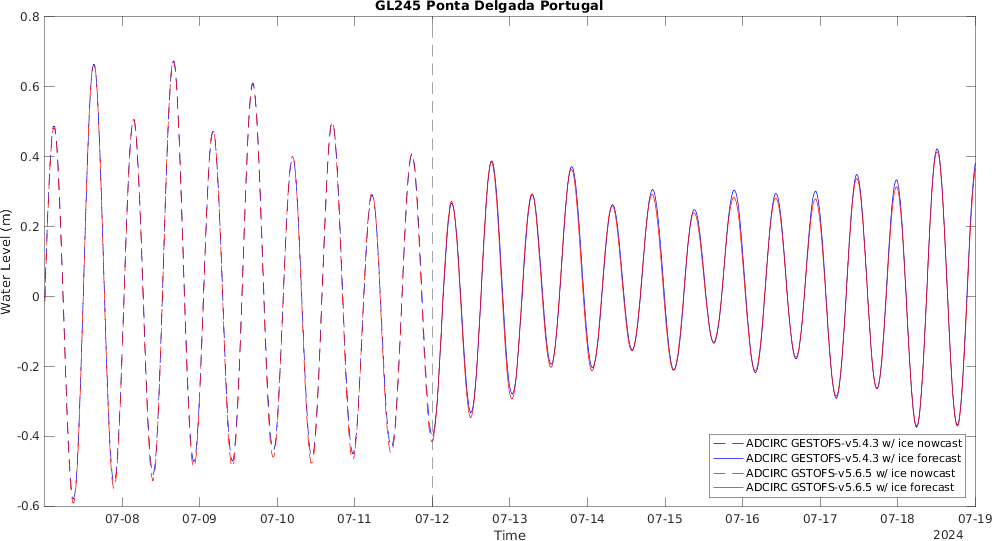 GL245 Ponta Delgada Portugal
Water Level (m)
0.8
0.6
0.4
0.2
0
-0.2
-0.4
-0.6
ADCIRC GESTOFS-v5.4.3 w/ ice nowcast
ADCIRC GESTOFS-v5.4.3 w/ ice forecast
ADCIRC GSTOFS-v5.6.5 w/ ice nowcast
ADCIRC GSTOFS-v5.6.5 w/ ice forecast
07-08 07-09 07-10 07-11 07-12 07-13 07-14 07-15 07-16 07-17 07-18 07-19
Time
2024